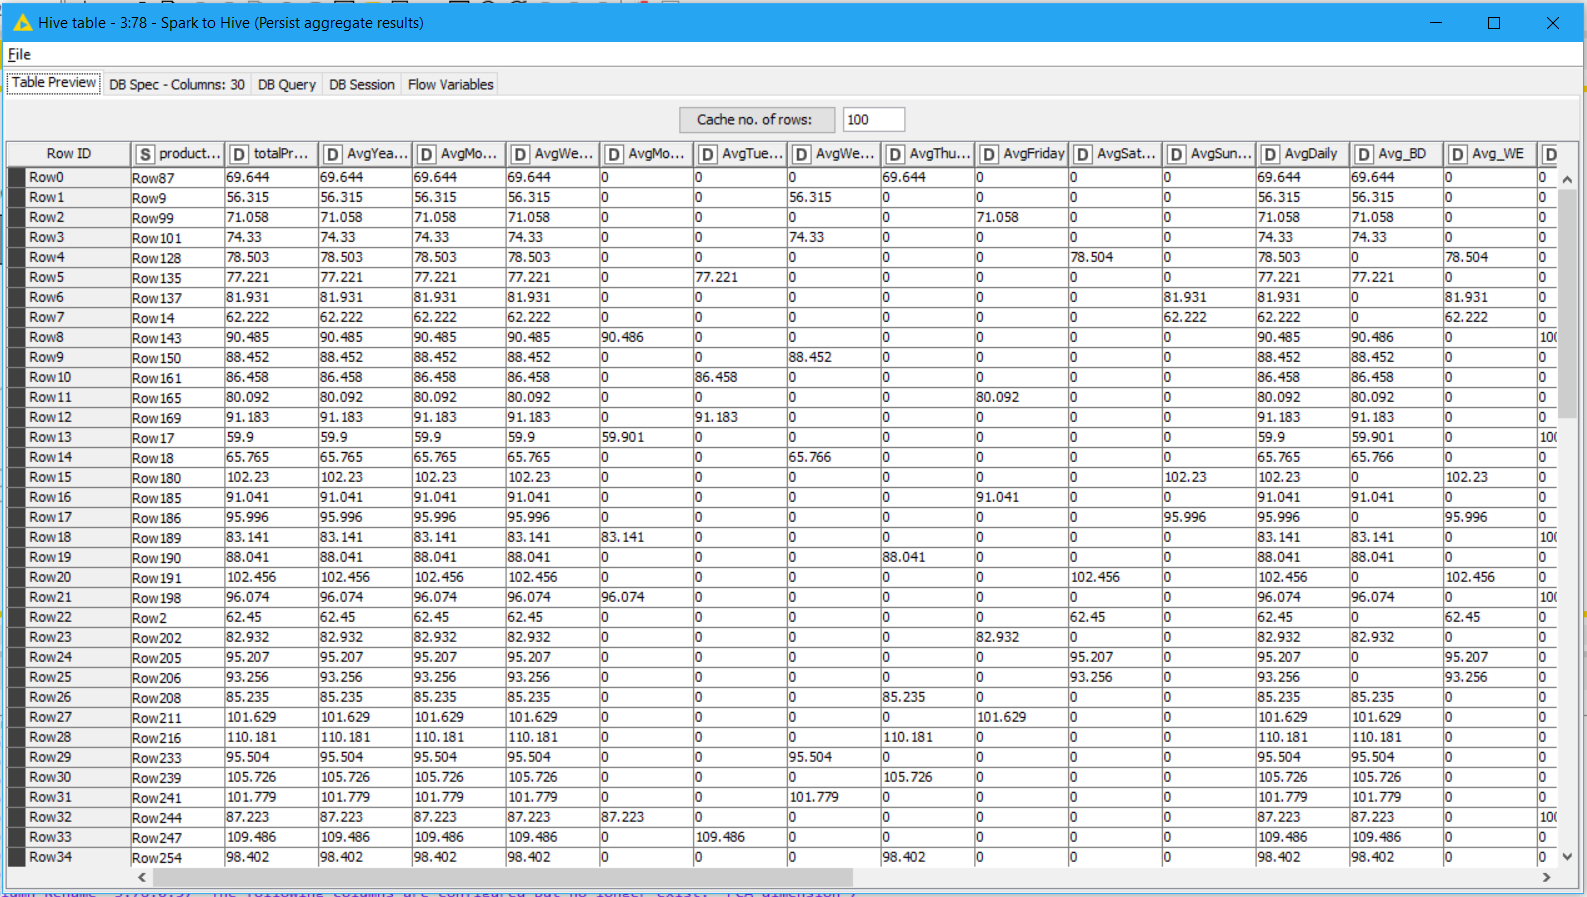 Hive table - 3:78 - Spark to Hive (Persist aggregate results)
File
Table Preview DB Spec - Columns: 30 DB Query DB Session Flow Variables
Cache no. of rows: 100
Row ID S product... D totalPr... D AvgYea... D AvgMo... D AvgWe... D AvgMo... D AvgTue... D AvgWe... D AvgThu... D AvgFriday D AvgSat... D AvgSun... D AvgDaily D Avg_BD D Avg_WE D
Row0 Row87 69.644 69.644 69.644 69.644 0 0 0 69.644 0 0 0 69.644 69.644 0 0
Row1 Row9 56.315 56.315 56.315 56.315 0 0 56.315 0 0 0 0 56.315 56.315 0 0
Row2 Row99 71.058 71.058 71.058 71.058 0 0 0 0 71.058 0 0 71.058 71.058 0 0
Row3 Row101 74.33 74.33 74.33 74.33 0 0 74.33 0 0 0 0 74.33 74.33 0 0
Row4 Row128 78.503 78.503 78.503 78.503 0 0 0 0 0 78.504 0 78.503 0 78.504 0
Row5 Row135 77.221 77.221 77.221 77.221 0 77.221 0 0 0 0 0 77.221 77.221 0 0
Row6 Row137 81.931 81.931 81.931 81.931 0 0 0 0 0 0 81.931 81.931 0 81.931 0
Row7 Row14 62.222 62.222 62.222 62.222 0 0 0 0 0 0 62.222 62.222 0 62.222 0
Row8 Row143 90.485 90.485 90.485 90.485 90.486 0 0 0 0 0 0 90.485 90.486 0 100
Row9 Row150 88.452 88.452 88.452 88.452 0 0 88.452 0 0 0 0 88.452 88.452 0 0
Row10 Row161 86.458 86.458 86.458 86.458 0 86.458 0 0 0 0 0 86.458 86.458 0 0
Row11 Row165 80.092 80.092 80.092 80.092 0 0 0 0 80.092 0 0 80.092 80.092 0 0
Row12 Row169 91.183 91.183 91.183 91.183 0 91.183 0 0 0 0 0 91.183 91.183 0 0
Row13 Row17 59.9 59.9 59.9 59.9 59.901 0 0 0 0 0 0 59.9 59.901 0 100
Row14 Row18 65.765 65.765 65.765 65.765 0 0 65.766 0 0 0 0 65.765 65.766 0 0
Row15 Row180 102.23 102.23 102.23 102.23 0 0 0 0 0 0 102.23 102.23 0 102.23 0
Row16 Row185 91.041 91.041 91.041 91.041 0 0 0 0 91.041 0 0 91.041 91.041 0 0
Row17 Row186 95.996 95.996 95.996 95.996 0 0 0 0 0 0 95.996 95.996 0 95.996 0
Row18 Row189 83.141 83.141 83.141 83.141 83.141 0 0 0 0 0 0 83.141 83.141 0 100
Row19 Row190 88.041 88.041 88.041 88.041 0 0 0 88.041 0 0 0 88.041 88.041 0 0
Row20 Row191 102.456 102.456 102.456 102.456 0 0 0 0 0 102.456 0 102.456 0 102.456 0
Row21 Row198 96.074 96.074 96.074 96.074 96.074 0 0 0 0 0 0 96.074 96.074 0 100
Row22 Row2 62.45 62.45 62.45 62.45 0 0 0 0 0 62.45 0 62.45 0 62.45 0
Row23 Row202 82.932 82.932 82.932 82.932 0 0 0 0 82.932 0 0 82.932 82.932 0 0
Row24 Row205 95.207 95.207 95.207 95.207 0 0 0 0 0 95.207 0 95.207 0 95.207 0
Row25 Row206 93.256 93.256 93.256 93.256 0 0 0 0 0 93.256 0 93.256 0 93.256 0
Row26 Row208 85.235 85.235 85.235 85.235 0 0 0 85.235 0 0 0 85.235 85.235 0 0
Row27 Row211 101.629 101.629 101.629 101.629 0 0 0 0 101.629 0 0 101.629 101.629 0 0
Row28 Row216 110.181 110.181 110.181 110.181 0 0 0 110.181 0 0 0 110.181 110.181 0 0
Row29 Row233 95.504 95.504 95.504 95.504 0 0 95.504 0 0 0 0 95.504 95.504 0 0
Row30 Row239 105.726 105.726 105.726 105.726 0 0 0 105.726 0 0 0 105.726 105.726 0 0
Row31 Row241 101.779 101.779 101.779 101.779 0 0 101.779 0 0 0 0 101.779 101.779 0 0
Row32 Row244 87.223 87.223 87.223 87.223 87.223 0 0 0 0 0 0 87.223 87.223 0 100
Row33 Row247 109.486 109.486 109.486 109.486 0 109.486 0 0 0 0 0 109.486 109.486 0 0
Row34 Row254 98.402 98.402 98.402 98.402 0 0 0 98.402 0 0 0 98.402 98.402 0 0